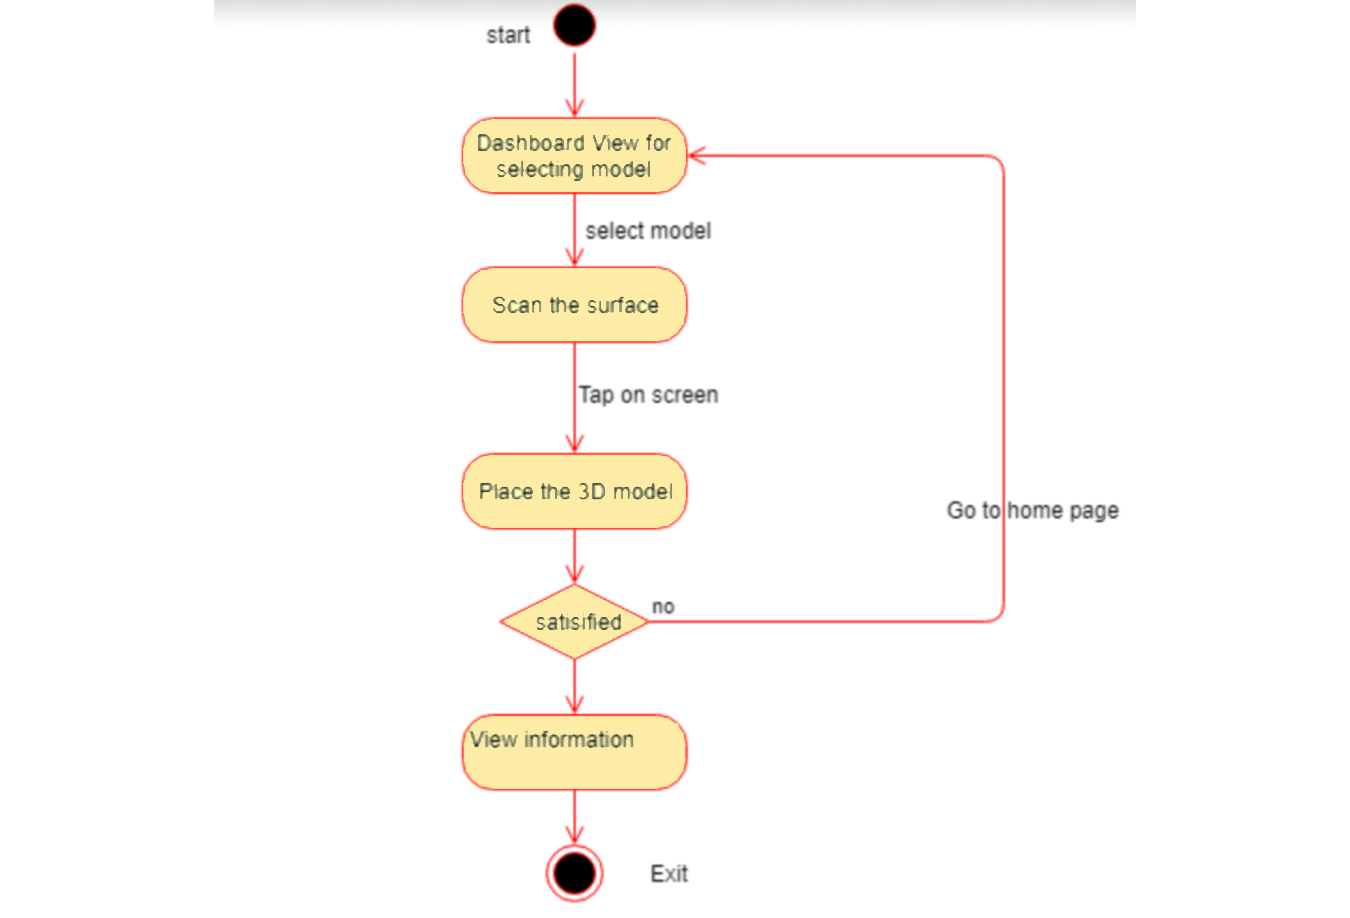 start
Dashboard View for
selecting model
select model
Scan the surface
Tap on screen
Place the 3D model
Go to home page
no
satisified
View information
Exit